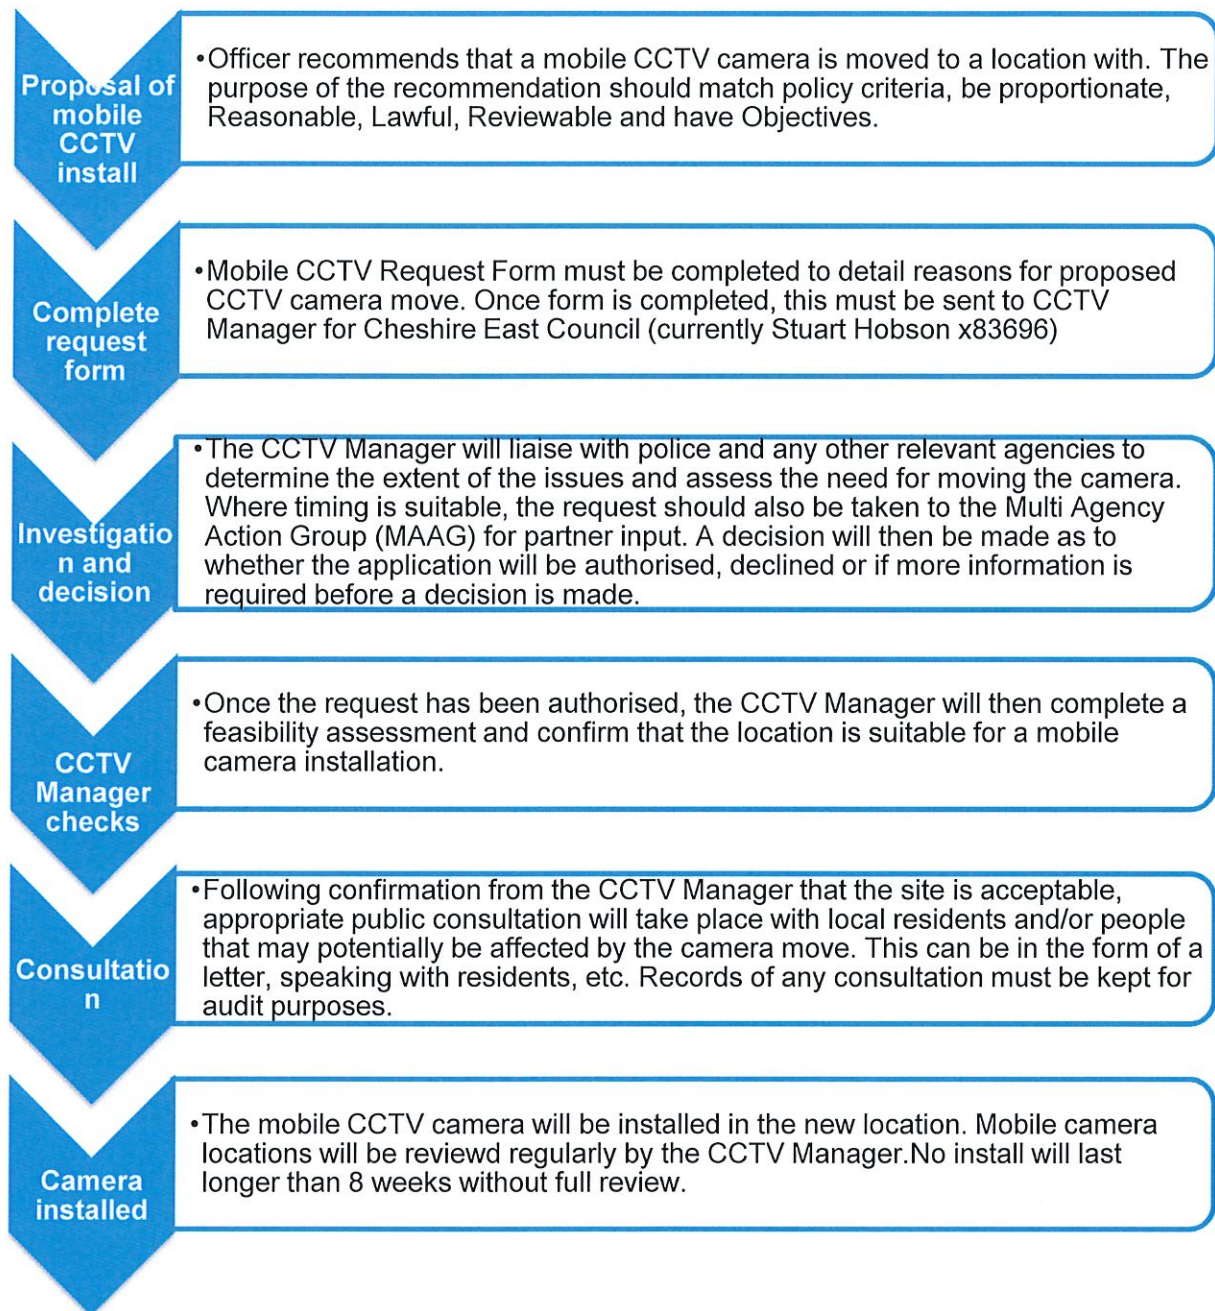 Proposal of
mobile
CCTV
install
•Officer recommends that a mobile CCTV camera is moved to a location with. The
purpose of the recommendation should match policy criteria, be proportionate,
Reasonable, Lawful, Reviewable and have Objectives.
Complete
request
form
•Mobile CCTV Request Form must be completed to detail reasons for proposed
CCTV camera move. Once form is completed, this must be sent to CCTV
Manager for Cheshire East Council (currently Stuart Hobson x83696)
Investigatio
n and
decision
•The CCTV Manager will liaise with police and any other relevant agencies to
determine the extent of the issues and assess the need for moving the camera.
Where timing is suitable, the request should also be taken to the Multi Agency
Action Group (MAAG) for partner input. A decision will then be made as to
whether the application will be authorised, declined or if more information is
required before a decision is made.
CCTV
Manager
checks
•Once the request has been authorised, the CCTV Manager will then complete a
feasibility assessment and confirm that the location is suitable for a mobile
camera installation.
Consultatio
n
•Following confirmation from the CCTV Manager that the site is acceptable,
appropriate public consultation will take place with local residents and/or people
that may potentially be affected by the camera move. This can be in the form of a
letter, speaking with residents, etc. Records of any consultation must be kept for
audit purposes.
Camera
installed
•The mobile CCTV camera will be installed in the new location. Mobile camera
locations will be reviewd regularly by the CCTV Manager.No install will last
longer than 8 weeks without full review.